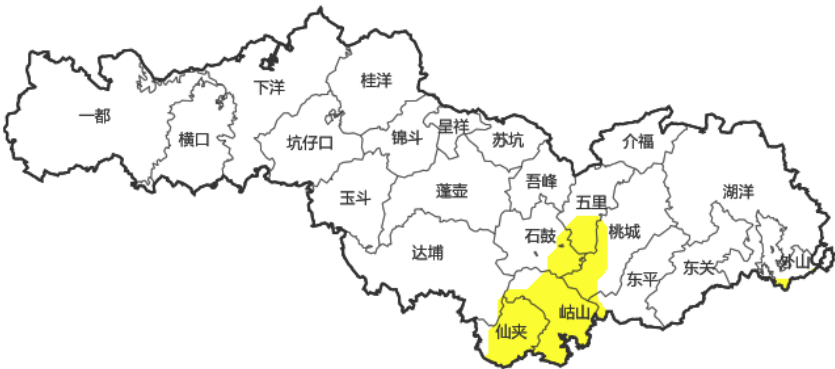 桂洋
下洋
一都
横口
坑仔口
锦斗
呈祥
苏坑
介福
玉斗
蓬壶
吾峰
湖洋
五里
石鼓
桃城
达埔
东平
东关
外山
仙夹
岵山